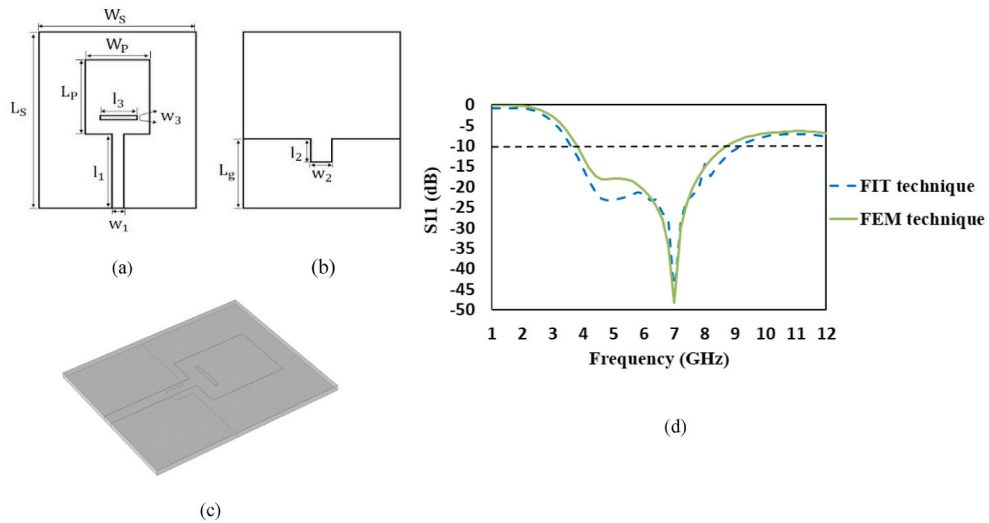 W_S
W_P
L_S
L_P
l_3
w_3
l_1
w_1
(a)
l_2
w_2
L_g
(b)
(c)
0
-5
-10
-15
-20
-25
-30
-35
-40
-45
-50
S11 (dB)
1 2 3 4 5 6 7 8 9 10 11 12
Frequency (GHz)
FIT technique
FEM technique
(d)